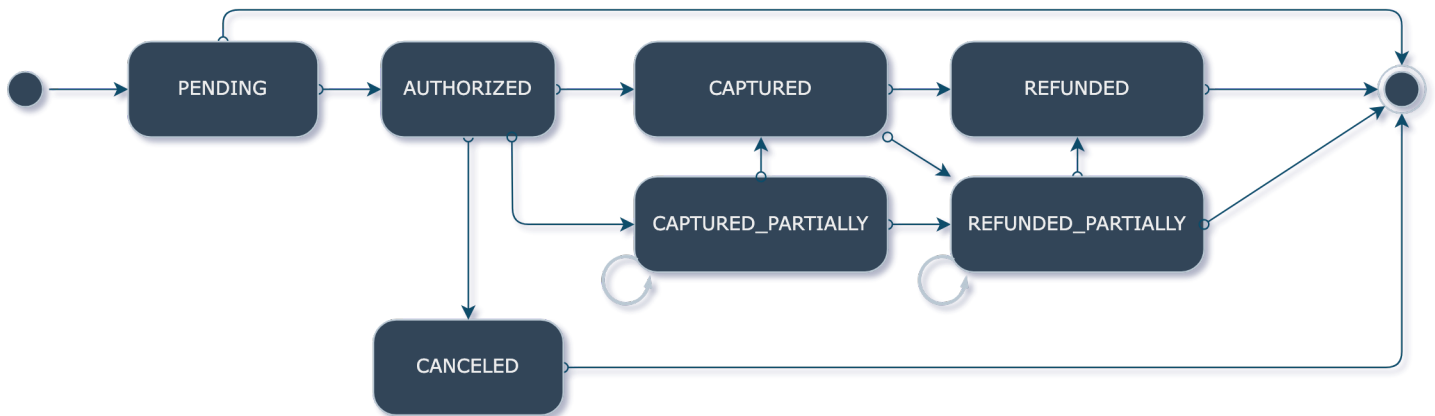 PENDING
AUTHORIZED
CAPTURED
REFUNDED
CAPTURED_PARTIALLY
REFUNDED_PARTIALLY
CANCELED